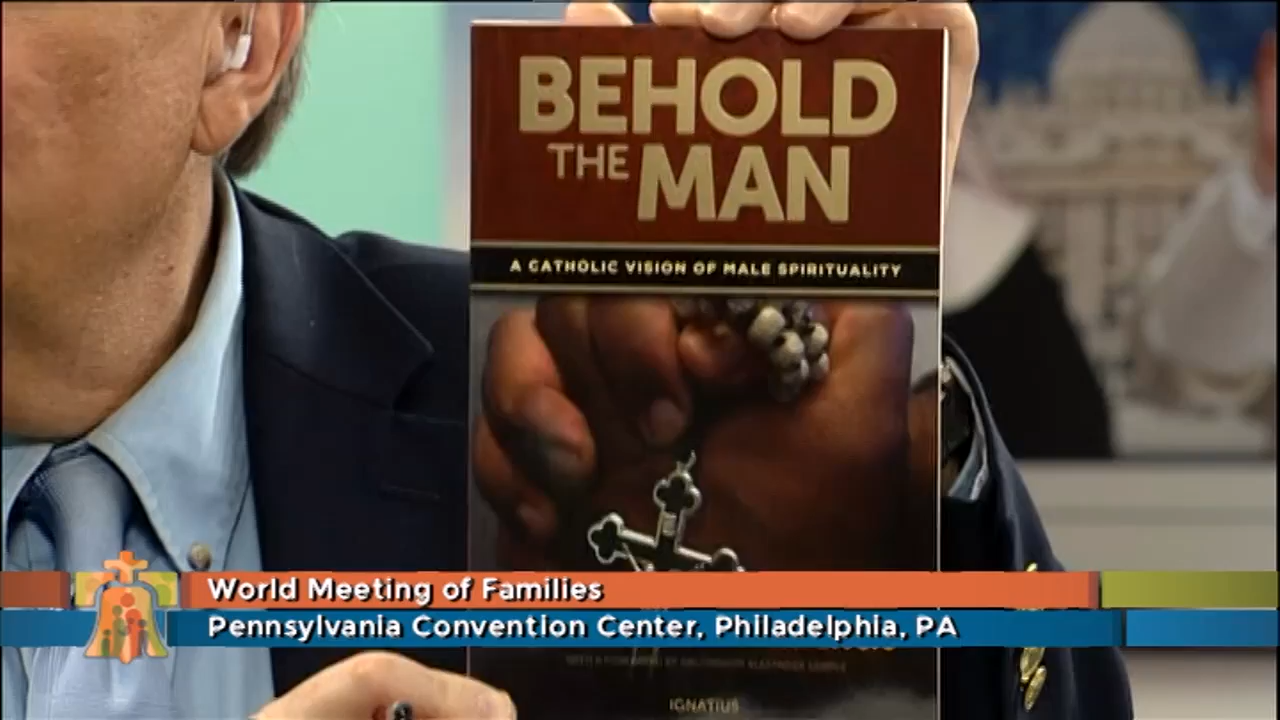 BEHOLD
THE MAN
A CATHOLIC VISION OF MALE SPIRITUALITY
World Meeting of Families
Pennsylvania Convention Center, Philadelphia, PA
IGNATIUS